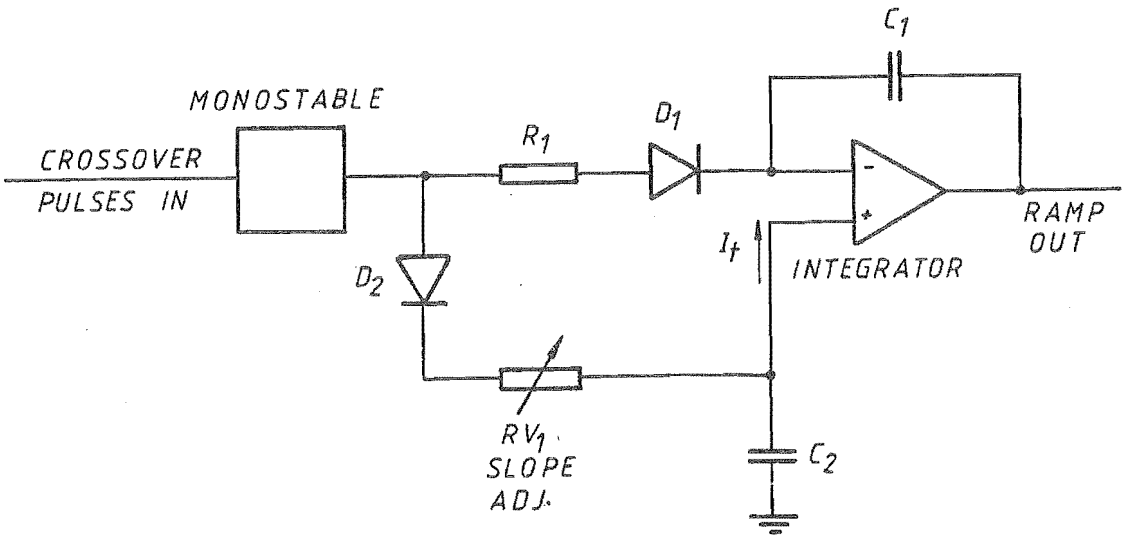 C1
MONOSTABLE
D1
R1
CROSSOVER
PULSES IN
-
+
RAMP
OUT
It
INTEGRATOR
D2
RV1
SLOPE
ADJ.
C2